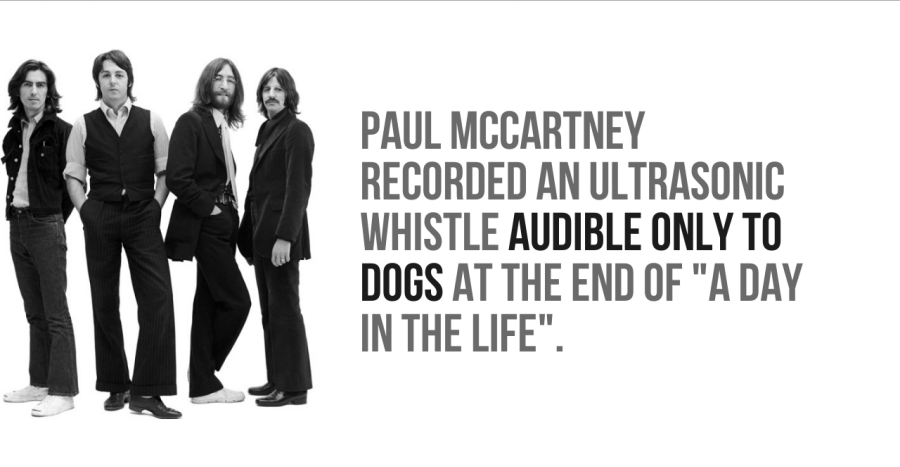 PAUL MCCARTNEY
RECORDED AN ULTRASONIC
WHISTLE AUDIBLE ONLY TO
DOGS AT THE END OF "A DAY
IN THE LIFE".